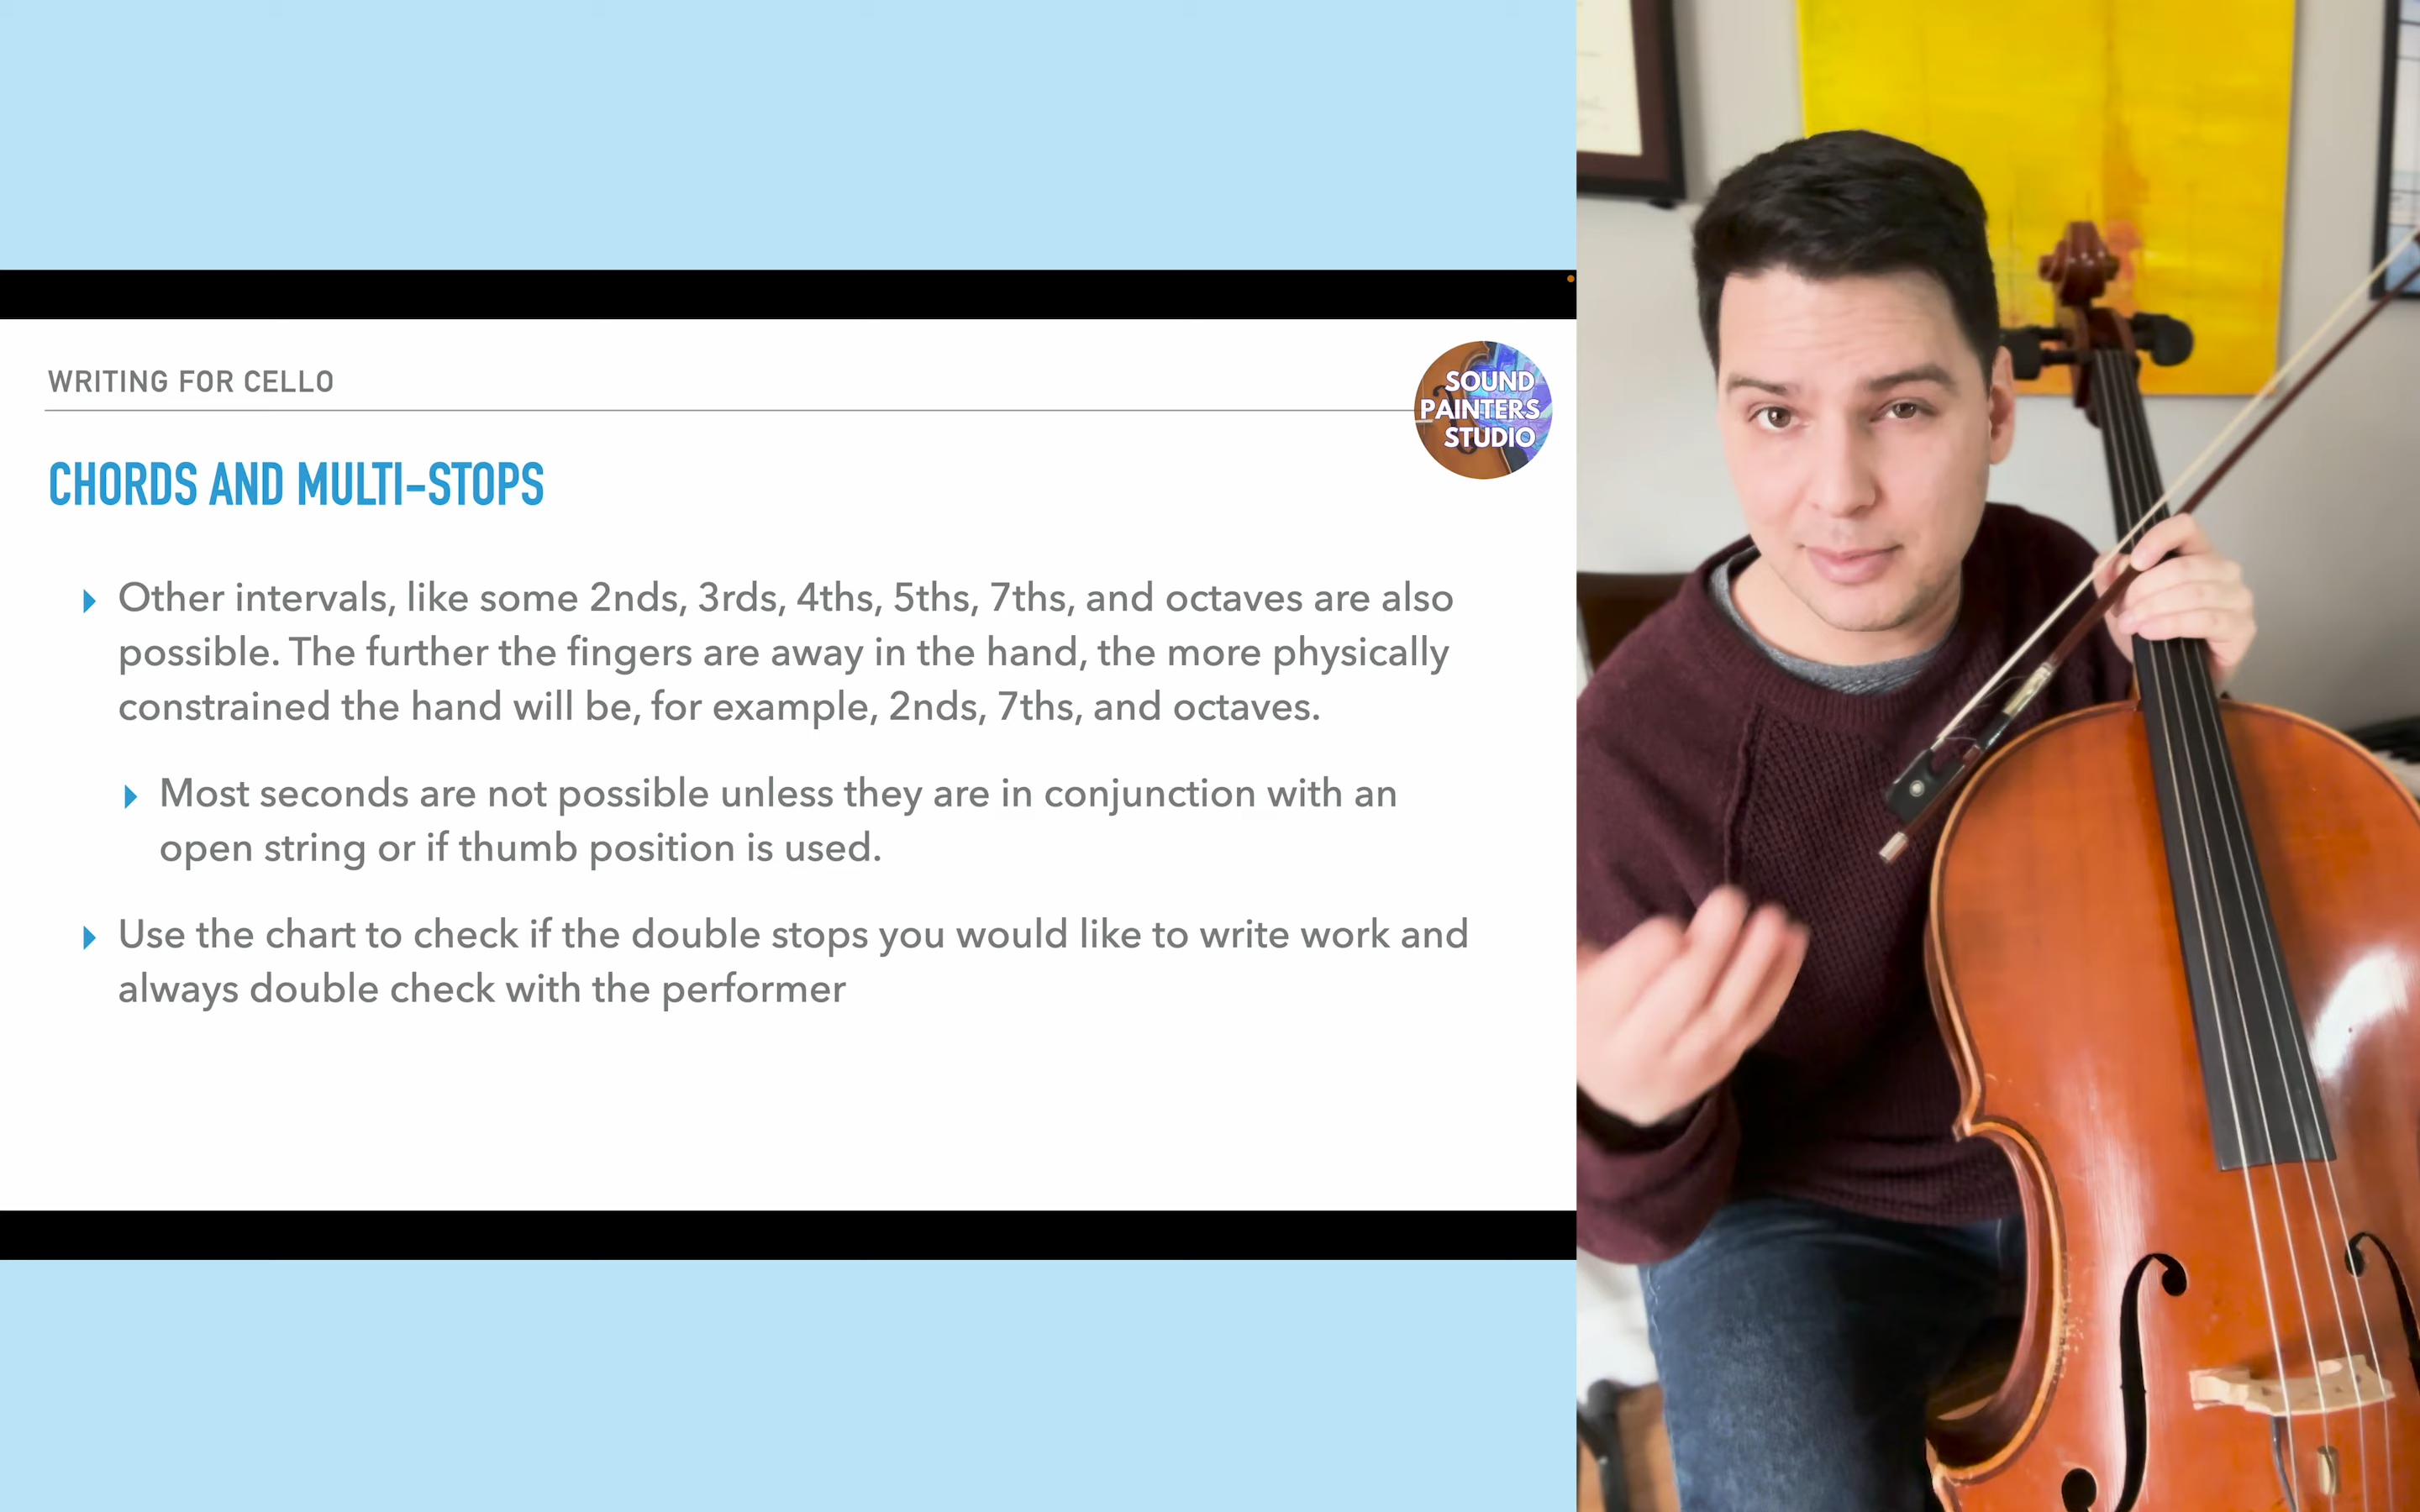 WRITING FOR CELLO
SOUND
PAINTERS
STUDIO
CHORDS AND MULTI-STOPS
Other intervals, like some 2nds, 3rds, 4ths, 5ths, 7ths, and octaves are also
possible. The further the fingers are away in the hand, the more physically
constrained the hand will be, for example, 2nds, 7ths, and octaves.
Most seconds are not possible unless they are in conjunction with an
open string or if thumb position is used.
Use the chart to check if the double stops you would like to write work and
always double check with the performer